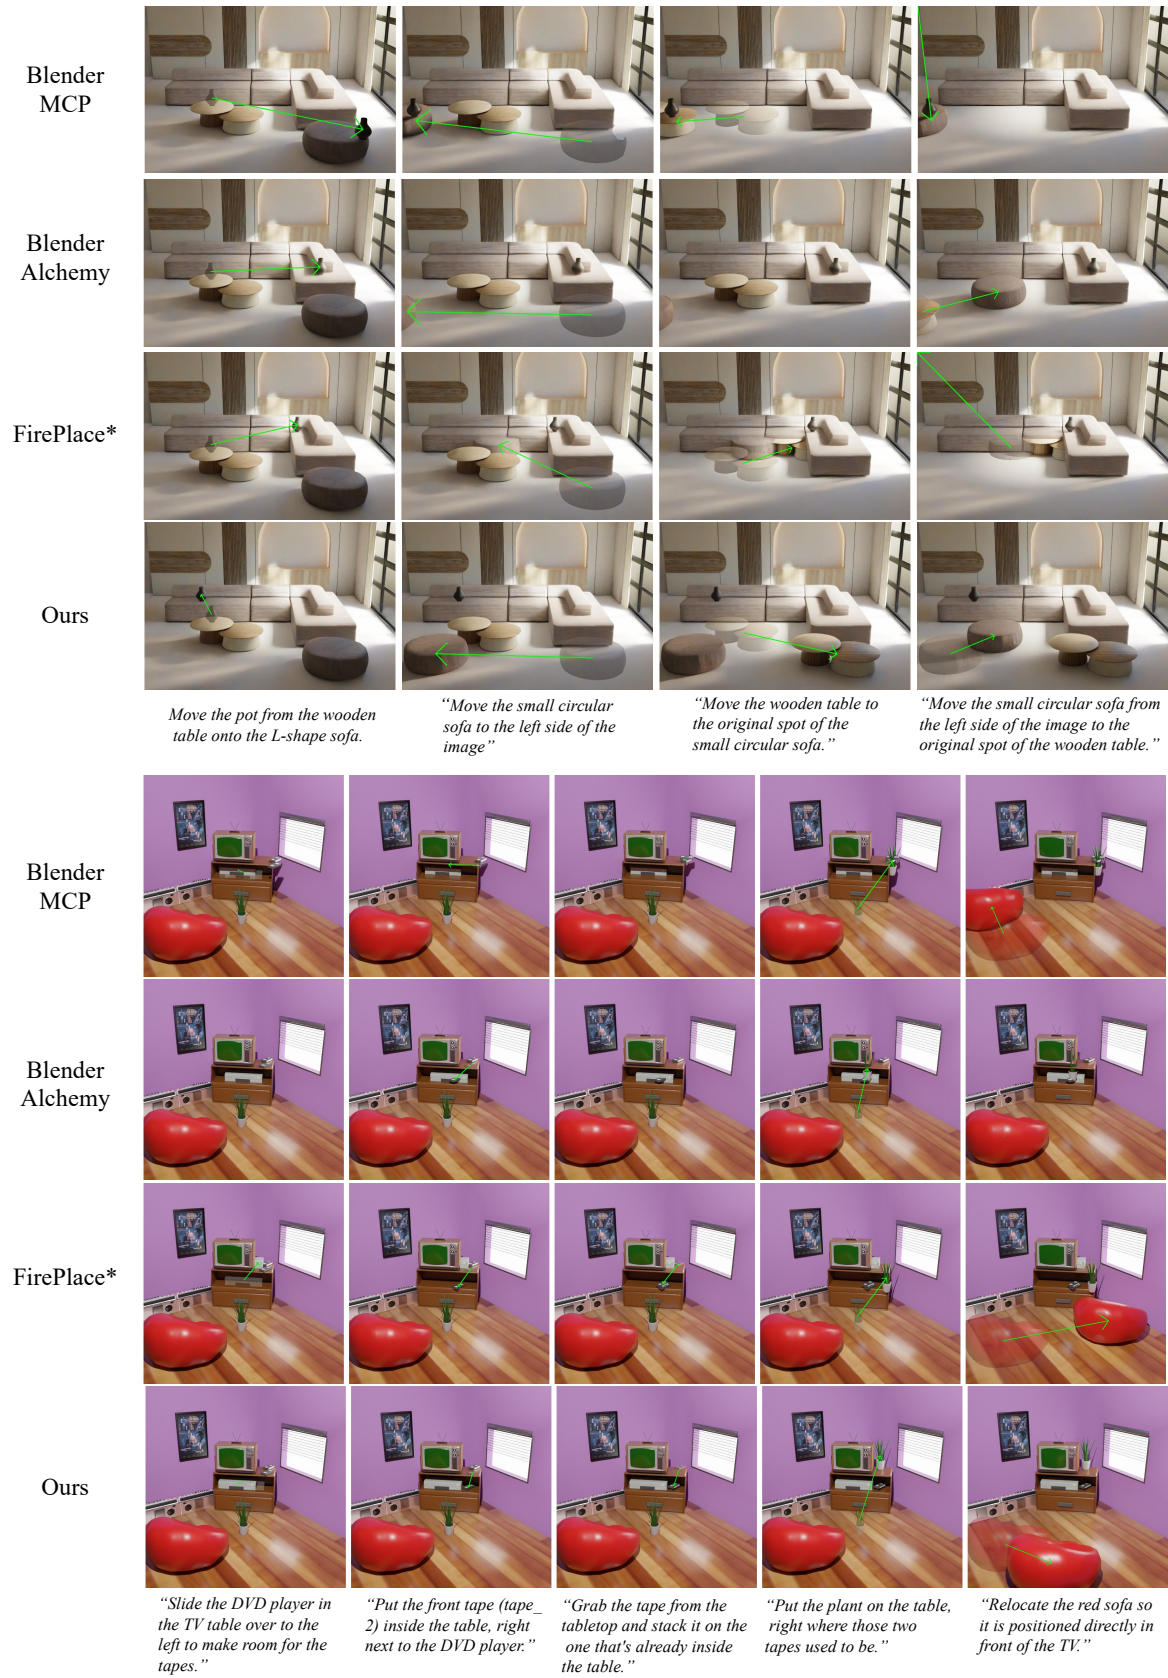 Blender
MCP
Blender
Alchemy
FirePlace*
Ours
Move the pot from the wooden
table onto the L-shape sofa.
“Move the small circular
sofa to the left side of the
image”
“Move the wooden table to
the original spot of the
small circular sofa.”
“Move the small circular sofa from
the left side of the image to the
original spot of the wooden table.”
Blender
MCP
Blender
Alchemy
FirePlace*
Ours
“Slide the DVD player in
the TV table over to the
left to make room for the
tapes.”
“Put the front tape (tape_
2) inside the table, right
next to the DVD player.”
“Grab the tape from the
tabletop and stack it on the
one that's already inside
the table.”
“Put the plant on the table,
right where those two
tapes used to be.”
“Relocate the red sofa so
it is positioned directly in
front of the TV.”